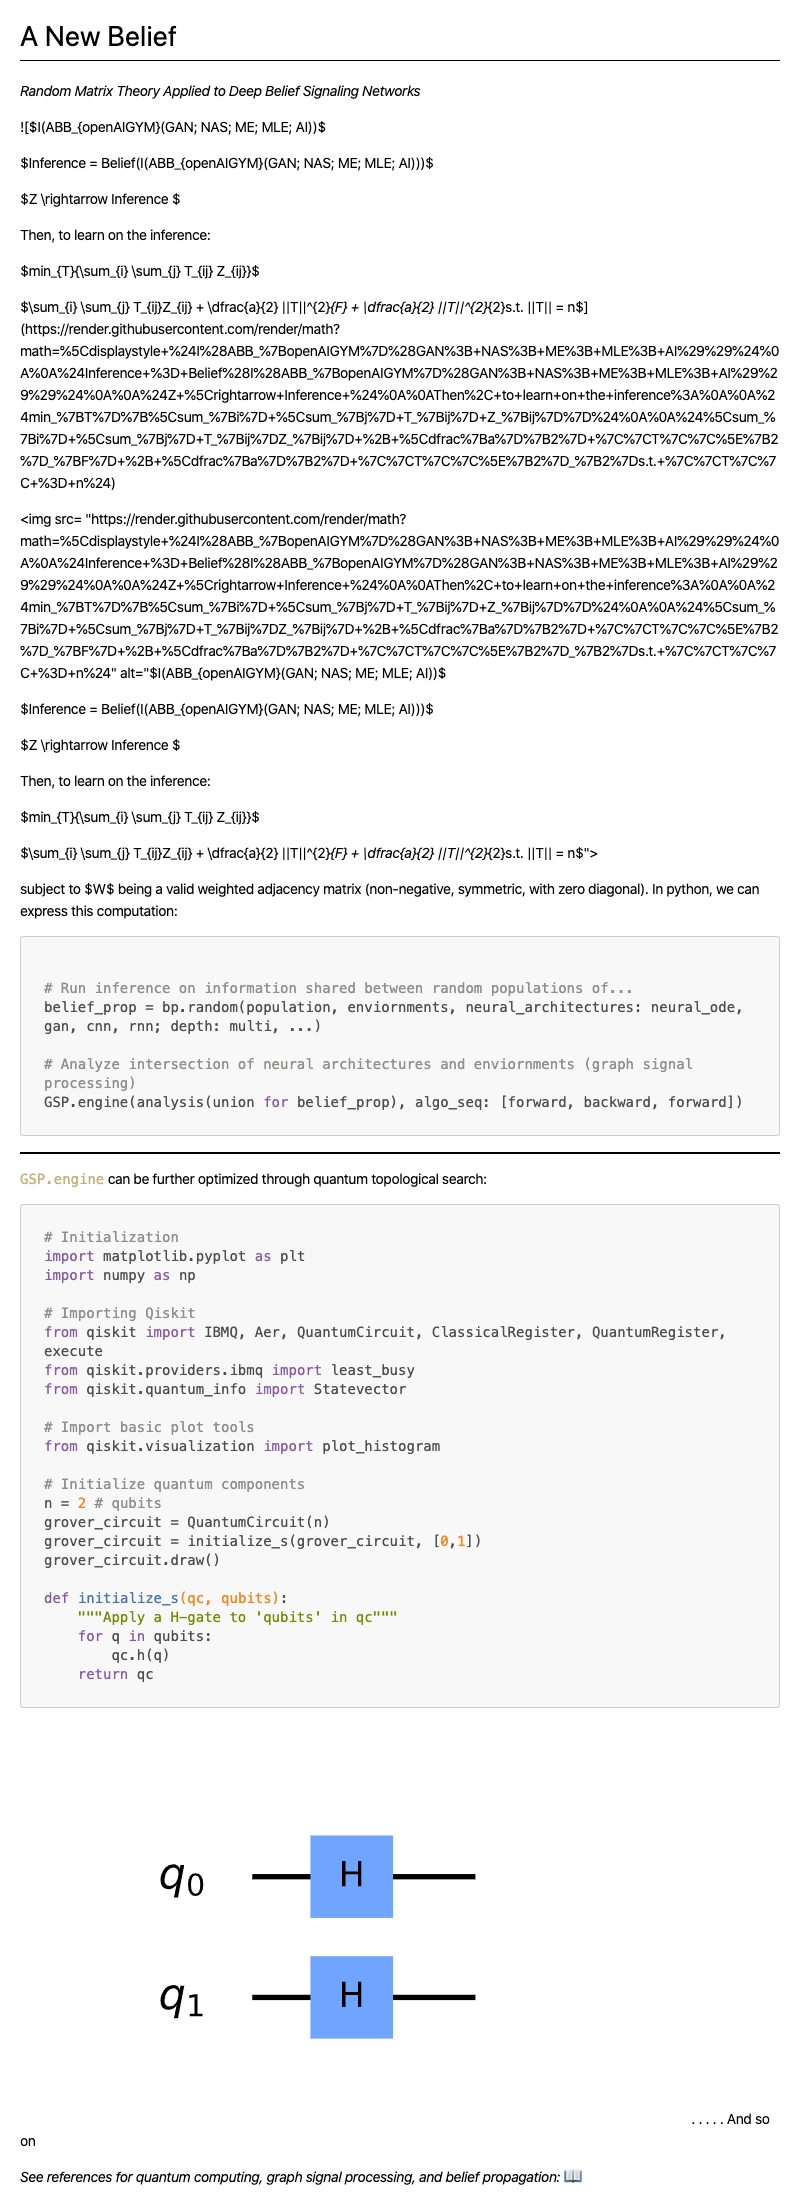 A New Belief
Random Matrix Theory Applied to Deep Belief Signaling Networks
![$I(ABB_{openAIGYM}(GAN; NAS; ME; MLE; AI))$
$Inference = Belief(I(ABB_{openAIGYM}(GAN; NAS; ME; MLE; AI)))$
$Z \rightarrow Inference $
Then, to learn on the inference:
$min_{T}{\sum_{i} \sum_{j} T_{ij} Z_{ij}}$
$\sum_{i} \sum_{j} T_{ij}Z_{ij} + \dfrac{a}{2} ||T||^{2}{F} + \dfrac{a}{2} ||T||^{2}{2}s.t. ||T|| = n$]
(https://render.githubusercontent.com/render/math?
math=%5Cdisplaystyle+%24I%28ABB_%7BopenAIGYM%7D%28GAN%3B+NAS%3B+ME%3B+MLE%3B+AI%29%29%24%0
A%0A%24Inference+%3D+Belief%28I%28ABB_%7BopenAIGYM%7D%28GAN%3B+NAS%3B+ME%3B+MLE%3B+AI%29%2
9%29%24%0A%0A%24Z+%5Crightarrow+Inference+%24%0A%0AThen%2C+to+learn+on+the+inference%3A%0A%0A%2
4min_%7BT%7D%7B%5Csum_%7Bi%7D+%5Csum_%7Bj%7D+T_%7Bij%7D+Z_%7Bij%7D%7D%24%0A%0A%24%5Csum_%
7Bi%7D+%5Csum_%7Bj%7D+T_%7Bij%7DZ_%7Bij%7D+%2B+%5Cdfrac%7Ba%7D%7B2%7D+%7C%7CT%7C%7C%5E%7B2
%7D_%7BF%7D+%2B+%5Cdfrac%7Ba%7D%7B2%7D+%7C%7CT%7C%7C%5E%7B2%7D_%7B2%7Ds.t.+%7C%7CT%7C%7
C+%3D+n%24)
<img src= "https://render.githubusercontent.com/render/math?
math=%5Cdisplaystyle+%24I%28ABB_%7BopenAIGYM%7D%28GAN%3B+NAS%3B+ME%3B+MLE%3B+AI%29%29%24%0
A%0A%24Inference+%3D+Belief%28I%28ABB_%7BopenAIGYM%7D%28GAN%3B+NAS%3B+ME%3B+MLE%3B+AI%29%2
9%29%24%0A%0A%24Z+%5Crightarrow+Inference+%24%0A%0AThen%2C+to+learn+on+the+inference%3A%0A%0A%2
4min_%7BT%7D%7B%5Csum_%7Bi%7D+%5Csum_%7Bj%7D+T_%7Bij%7D+Z_%7Bij%7D%7D%24%0A%0A%24%5Csum_%
7Bi%7D+%5Csum_%7Bj%7D+T_%7Bij%7DZ_%7Bij%7D+%2B+%5Cdfrac%7Ba%7D%7B2%7D+%7C%7CT%7C%7C%5E%7B2
%7D_%7BF%7D+%2B+%5Cdfrac%7Ba%7D%7B2%7D+%7C%7CT%7C%7C%5E%7B2%7D_%7B2%7Ds.t.+%7C%7CT%7C%7
C+%3D+n%24" alt="$I(ABB_{openAIGYM}(GAN; NAS; ME; MLE; AI))$
$Inference = Belief(I(ABB_{openAIGYM}(GAN; NAS; ME; MLE; AI)))$
$Z \rightarrow Inference $
Then, to learn on the inference:
$min_{T}{\sum_{i} \sum_{j} T_{ij} Z_{ij}}$
$\sum_{i} \sum_{j} T_{ij}Z_{ij} + \dfrac{a}{2} ||T||^{2}{F} + \dfrac{a}{2} ||T||^{2}{2}s.t. ||T|| = n$">
subject to $W$ being a valid weighted adjacency matrix (non-negative, symmetric, with zero diagonal). In python, we can
express this computation:
# Run inference on information shared between random populations of...
belief_prop = bp.random(population, enviornments, neural_architectures: neural_ode,
gan, cnn, rnn; depth: multi, ...)
# Analyze intersection of neural architectures and enviornments (graph signal
processing)
GSP.engine(analysis(union for belief_prop), algo_seq: [forward, backward, forward])
GSP.engine can be further optimized through quantum topological search:
# Initialization
import matplotlib.pyplot as plt
import numpy as np
# Importing Qiskit
from qiskit import IBMQ, Aer, QuantumCircuit, ClassicalRegister, QuantumRegister,
execute
from qiskit.providers.ibmq import least_busy
from qiskit.quantum_info import Statevector
# Import basic plot tools
from qiskit.visualization import plot_histogram
# Initialize quantum components
n = 2 # qubits
grover_circuit = QuantumCircuit(n)
grover_circuit = initialize_s(grover_circuit, [0,1])
grover_circuit.draw()
def initialize_s(qc, qubits):
    """Apply a H-gate to 'qubits' in qc"""
    for q in qubits:
        qc.h(q)
    return qc
q0 H
q1 H
. . . . . And so
on
See references for quantum computing, graph signal processing, and belief propagation: 📖